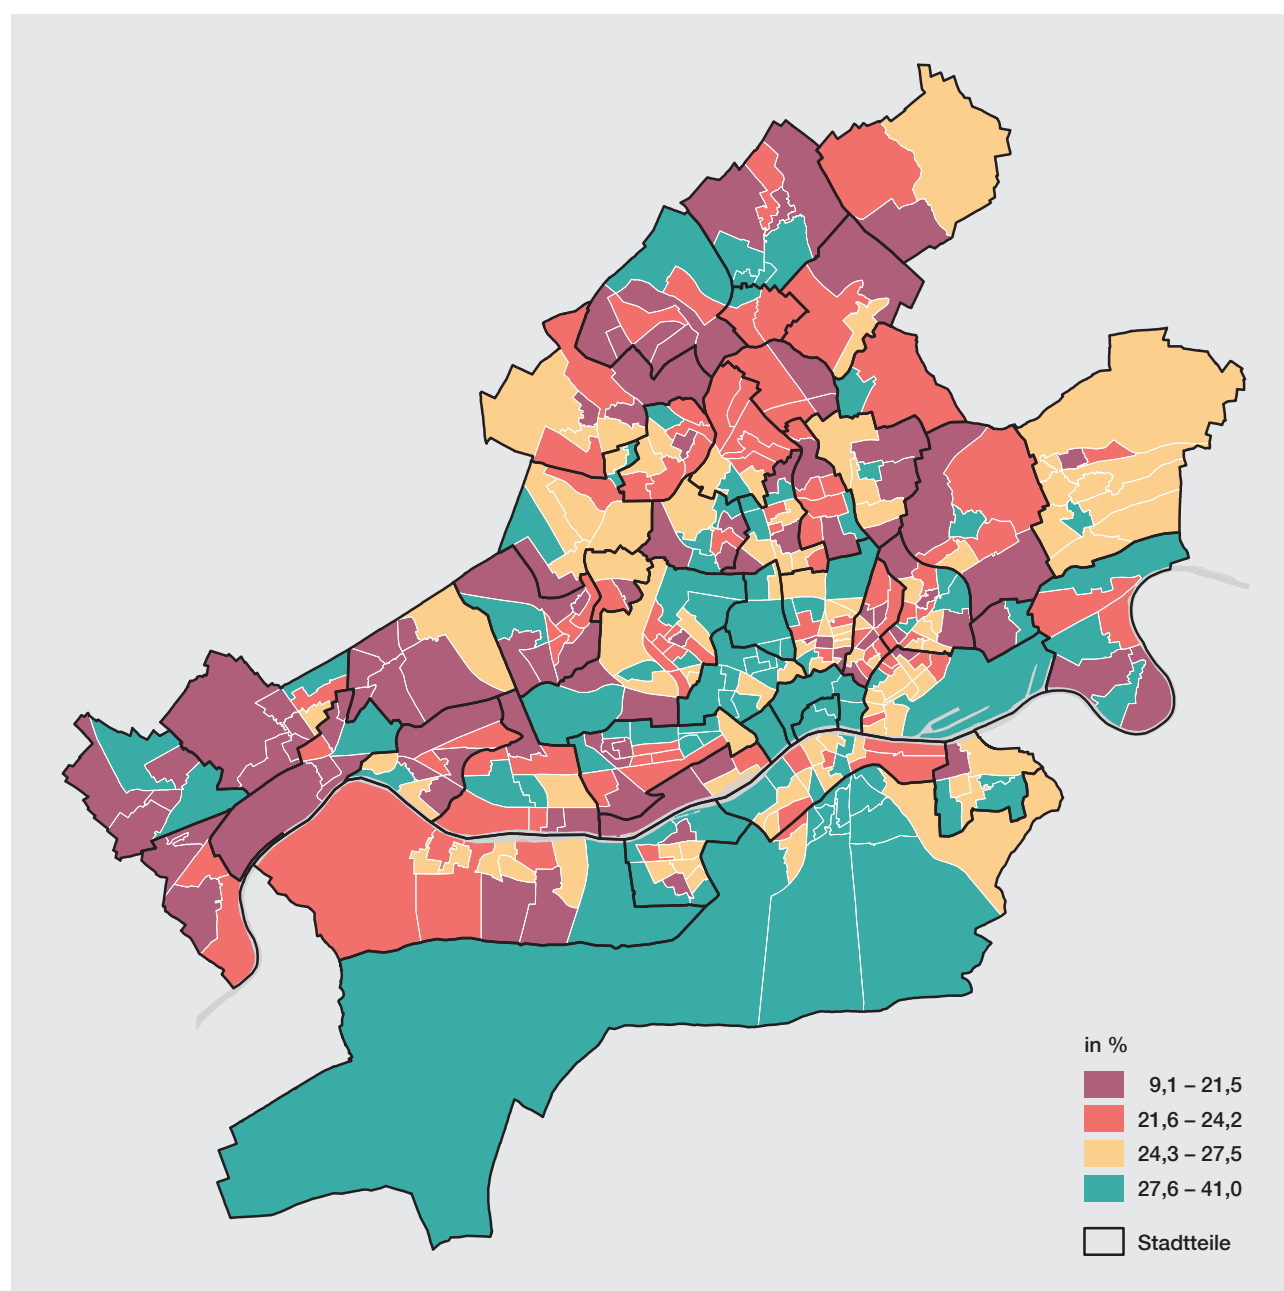 in %
9,1 – 21,5
21,6 – 24,2
24,3 – 27,5
27,6 – 41,0
Stadtteile